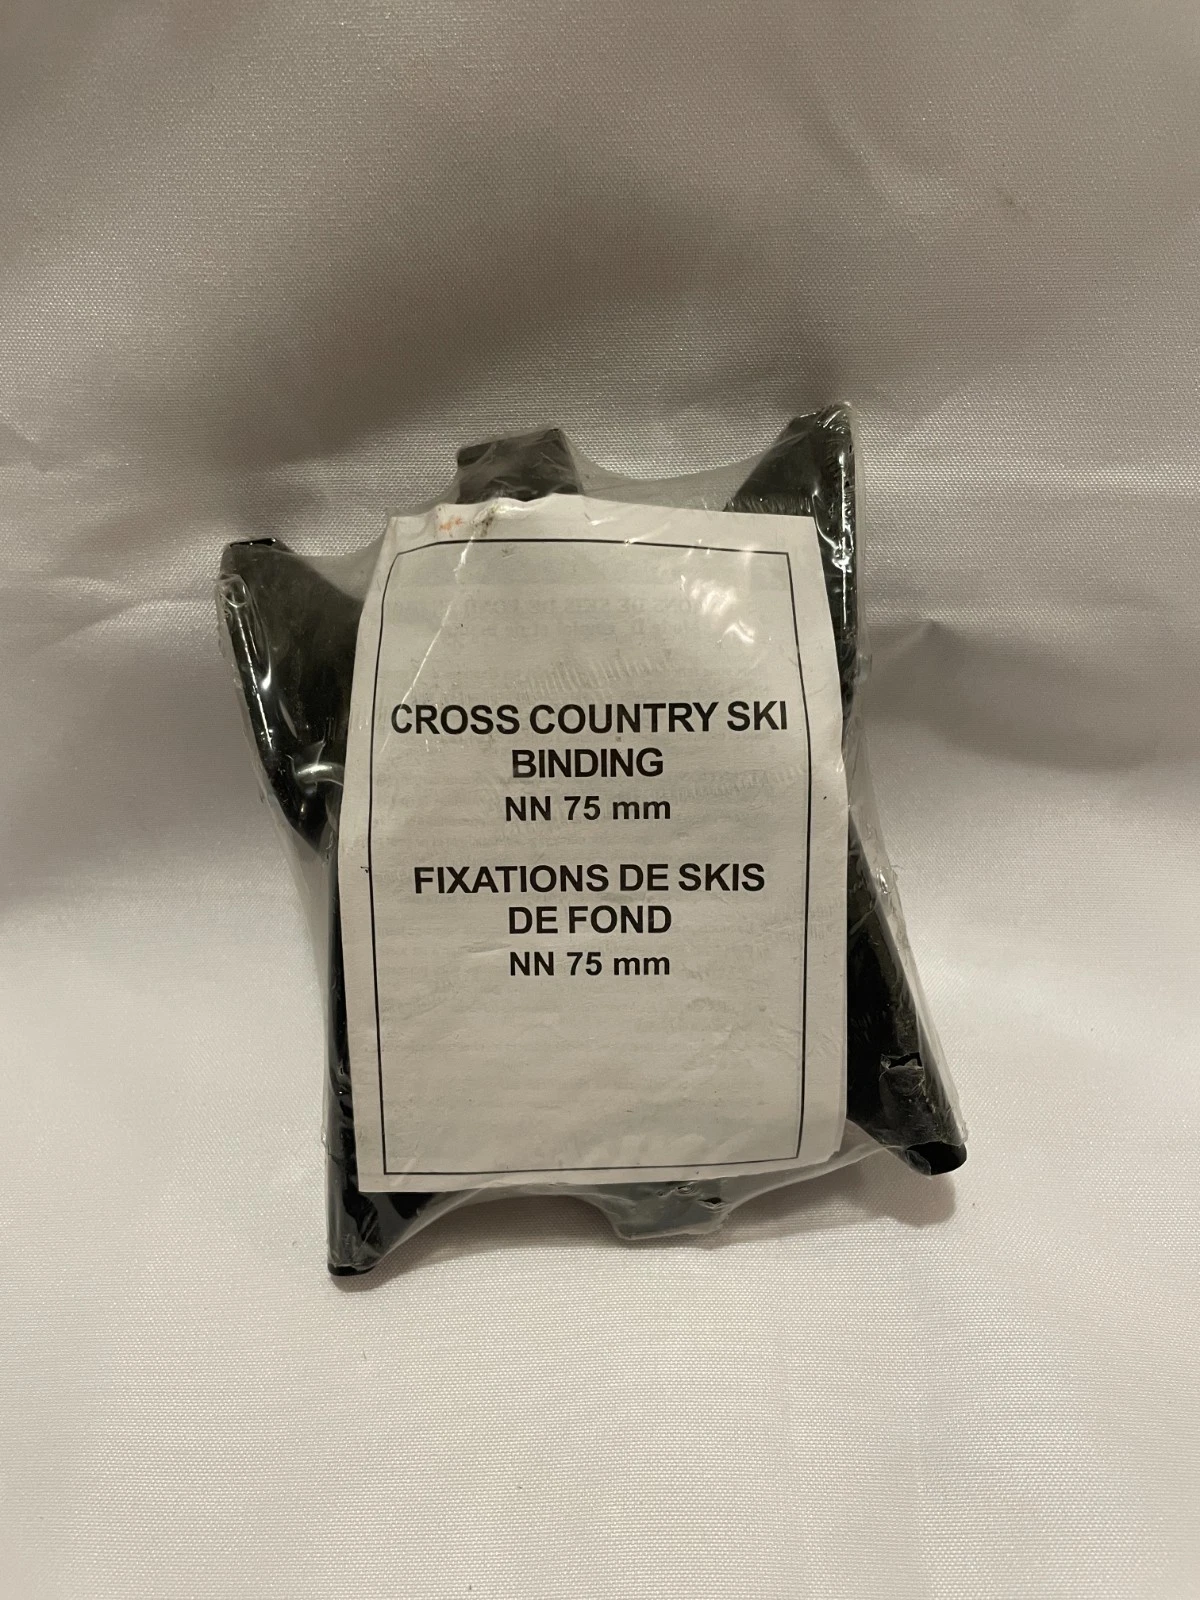 CROSS COUNTRY SKI
BINDING
NN 75 mm
FIXATIONS DE SKIS
DE FOND
NN 75 mm